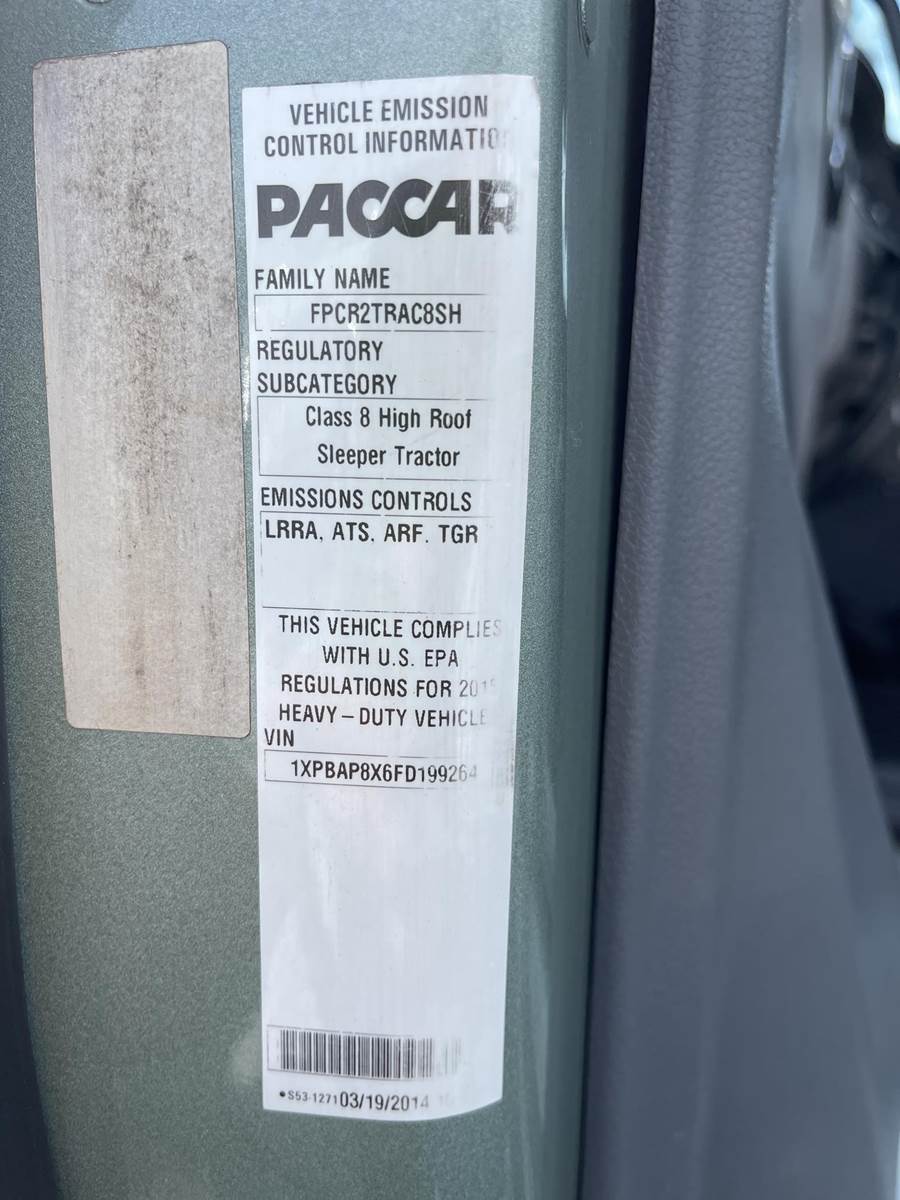 VEHICLE EMISSION
CONTROL INFORMATION
PACCAR
FAMILY NAME
FPCR2TRAC8SH
REGULATORY
SUBCATEGORY
Class 8 High Roof
Sleeper Tractor
EMISSIONS CONTROLS
LRRA, ATS, ARF, TGR
THIS VEHICLE COMPLIES
WITH U.S. EPA
REGULATIONS FOR 2015
HEAVY-DUTY VEHICLE
VIN
1XPBAP8X6FD199264
•S53-1271 03/19/2014